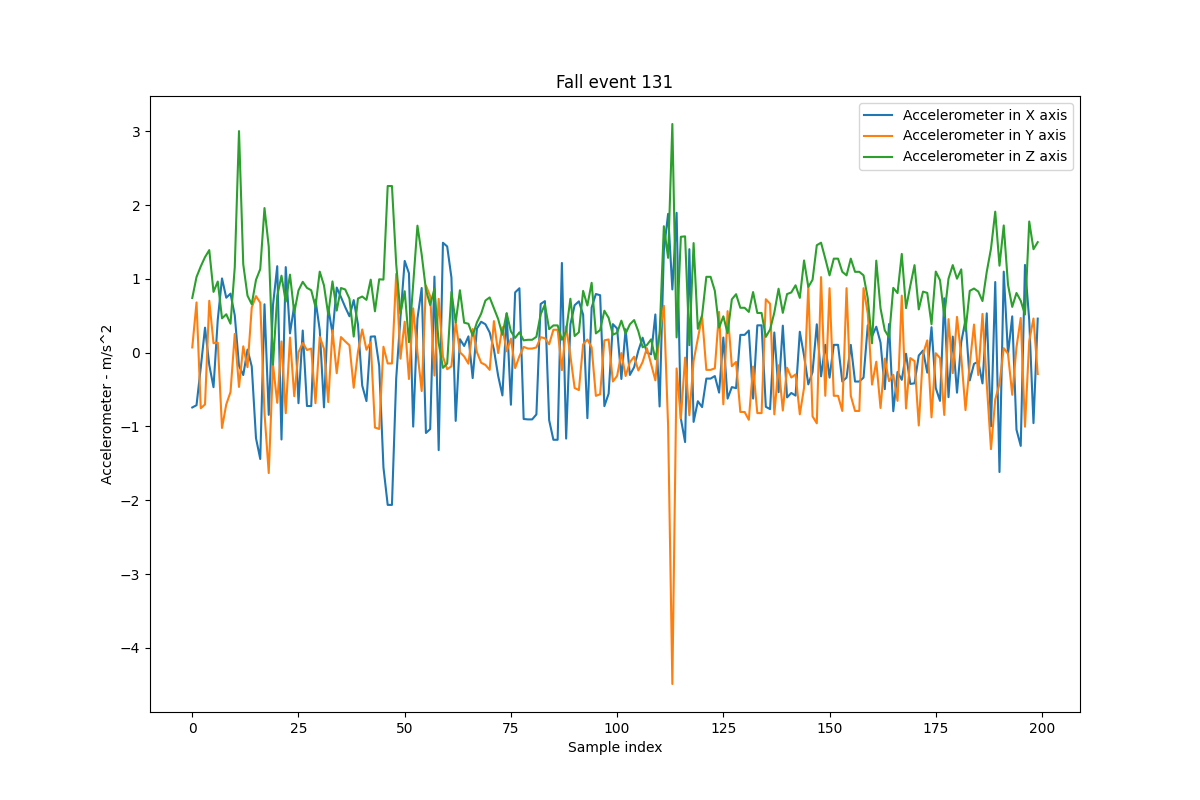 Fall event 131
Accelerometer in X axis
Accelerometer in Y axis
Accelerometer in Z axis
Accelerometer - m/s^2
3
2
1
0
−1
−2
−3
−4
0
25
50
75
100
125
150
175
200
Sample index